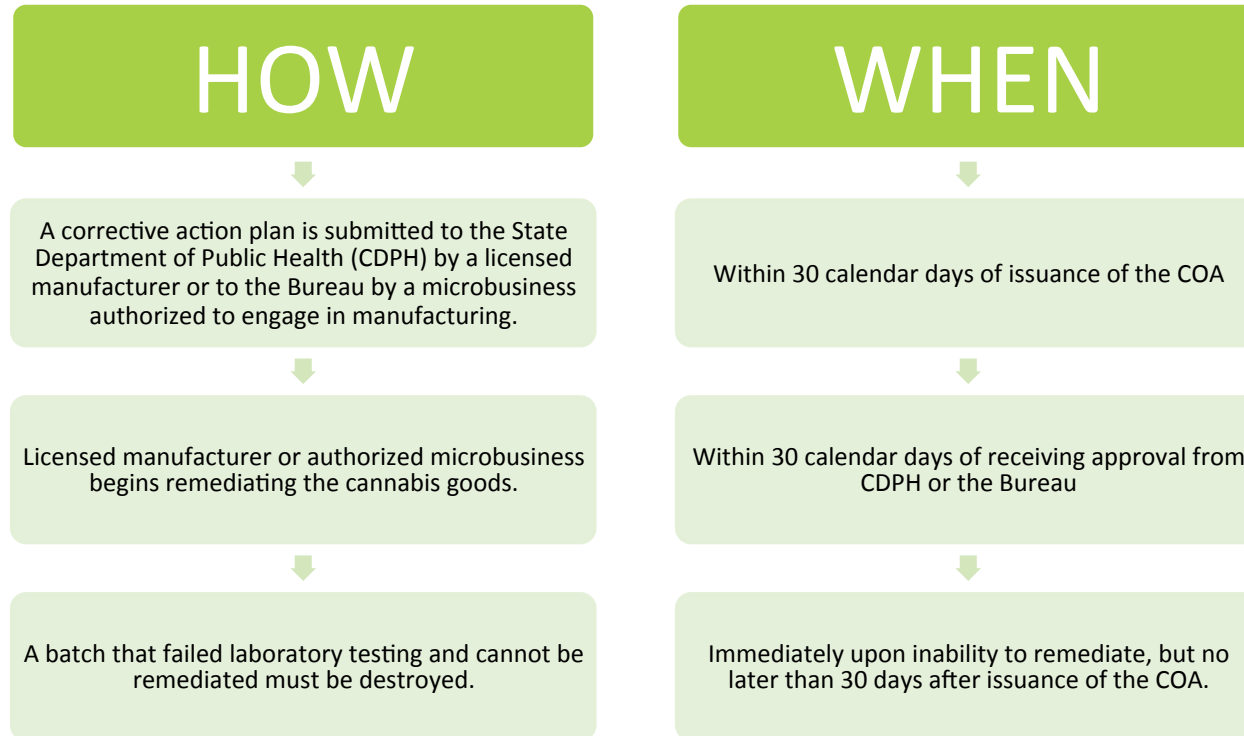 HOW
A corrective action plan is submitted to the State
Department of Public Health (CDPH) by a licensed
manufacturer or to the Bureau by a microbusiness
authorized to engage in manufacturing.
Licensed manufacturer or authorized microbusiness
begins remediating the cannabis goods.
A batch that failed laboratory testing and cannot be
remediated must be destroyed.
WHEN
Within 30 calendar days of issuance of the COA
Within 30 calendar days of receiving approval from
CDPH or the Bureau
Immediately upon inability to remediate, but no
later than 30 days after issuance of the COA.